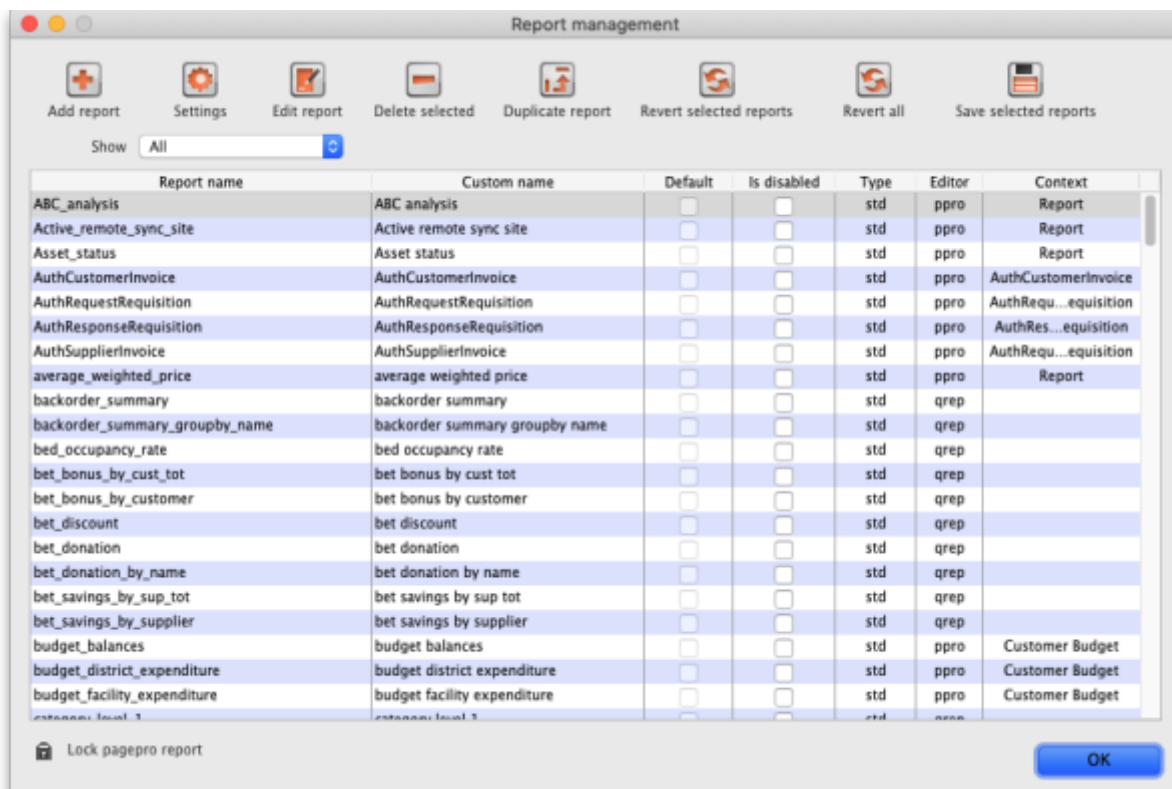 Report management
Add report Settings Edit report Delete selected Duplicate report Revert selected reports Revert all Save selected reports
Show All
Report name Custom name Default Is disabled Type Editor Context
ABC_analysis ABC analysis std ppro Report
Active_remote_sync_site Active remote sync site std ppro Report
Asset_status Asset status std ppro Report
AuthCustomerInvoice AuthCustomerInvoice std ppro AuthCustomerInvoice
AuthRequestRequisition AuthRequestRequisition std ppro AuthRequ...equisition
AuthResponseRequisition AuthResponseRequisition std ppro AuthRes...equisition
AuthSupplierInvoice AuthSupplierInvoice std ppro AuthRequ...equisition
average_weighted_price average weighted price std ppro Report
backorder_summary backorder summary std qrep
backorder_summary_groupby_name backorder summary groupby name std qrep
bed_occupancy_rate bed occupancy rate std qrep
bet_bonus_by_cust_tot bet bonus by cust tot std qrep
bet_bonus_by_customer bet bonus by customer std qrep
bet_discount bet discount std qrep
bet_donation bet donation std qrep
bet_donation_by_name bet donation by name std qrep
bet_savings_by_sup_tot bet savings by sup tot std qrep
bet_savings_by_supplier bet savings by supplier std qrep
budget_balances budget balances std ppro Customer Budget
budget_district_expenditure budget district expenditure std ppro Customer Budget
budget_facility_expenditure budget facility expenditure std ppro Customer Budget
category_level_1 category level 1 std qrep
Lock pagepro report
OK